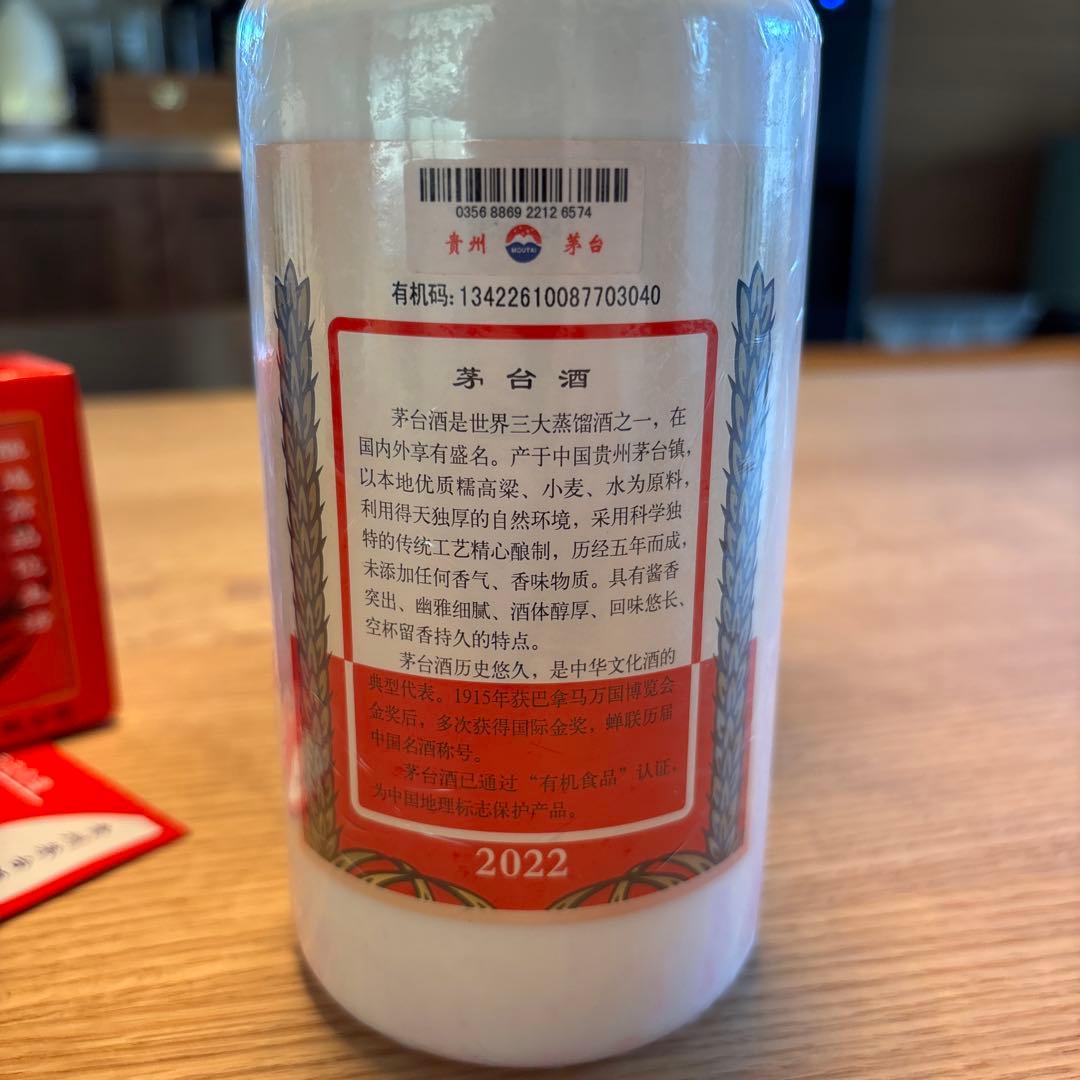 0356 8869 2212 6574
貴州 MOUTAI 茅台
有机码:13422610087703040
茅台酒
茅台酒是世界三大蒸馏酒之一，在
国内外享有盛名。产于中国贵州茅台镇，
以本地优质糯高粱、小麦、水为原料，
利用得天独厚的自然环境，采用科学独
特的传统工艺精心酿制，历经五年而成，
未添加任何香气、香味物质。具有酱香
突出、幽雅细腻、酒体醇厚、回味悠长、
空杯留香持久的特点。
茅台酒历史悠久，是中华文化酒的
典型代表。1915年获巴拿马万国博览会
金奖后，多次获得国际金奖，蝉联历届
中国名酒称号。
茅台酒已通过“有机食品”认证，
为中国地理标志保护产品。
2022